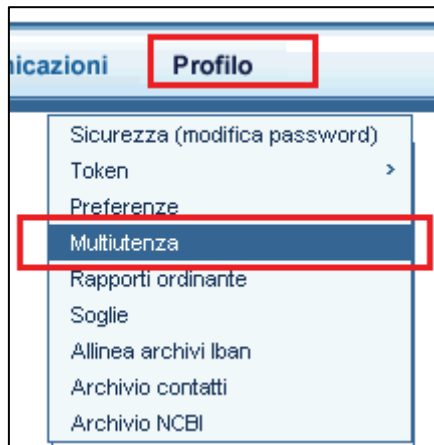 nicazioni Profilo
Sicurezza (modifica password)
Token >
Preferenze
Multiutenza
Rapporti ordinante
Soglie
Allinea archivi Iban
Archivio contatti
Archivio NCBI